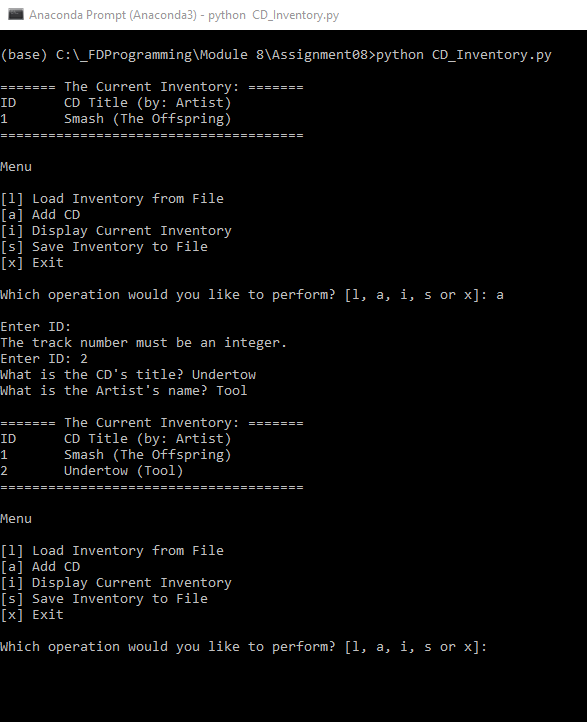 Anaconda Prompt (Anaconda3) - python  CD_Inventory.py
(base) C:\_FDProgramming\Module 8\Assignment08>python CD_Inventory.py
======= The Current Inventory: =======
ID      CD Title (by: Artist)
1       Smash (The Offspring)
======================================
Menu
[l] Load Inventory from File
[a] Add CD
[i] Display Current Inventory
[s] Save Inventory to File
[x] Exit
Which operation would you like to perform? [l, a, i, s or x]: a
Enter ID:
The track number must be an integer.
Enter ID: 2
What is the CD's title? Undertow
What is the Artist's name? Tool
======= The Current Inventory: =======
ID      CD Title (by: Artist)
1       Smash (The Offspring)
2       Undertow (Tool)
======================================
Menu
[l] Load Inventory from File
[a] Add CD
[i] Display Current Inventory
[s] Save Inventory to File
[x] Exit
Which operation would you like to perform? [l, a, i, s or x]: